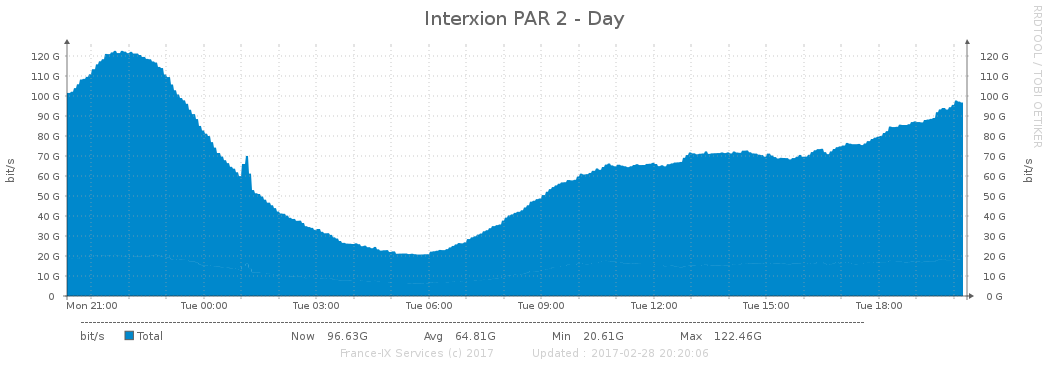 Interxion PAR 2 - Day
RRDTOOL / TOBI OETIKER
bit/s
120 G
110 G
100 G
90 G
80 G
70 G
60 G
50 G
40 G
30 G
20 G
10 G
0
120 G
110 G
100 G
90 G
80 G
70 G
60 G
50 G
40 G
30 G
20 G
10 G
0 G
bit/s
Mon 21:00 Tue 00:00 Tue 03:00 Tue 06:00 Tue 09:00 Tue 12:00 Tue 15:00 Tue 18:00
bit/s Total Now 96.63G Avg 64.81G Min 20.61G Max 122.46G
France-IX Services (c) 2017 Updated : 2017-02-28 20:20:06